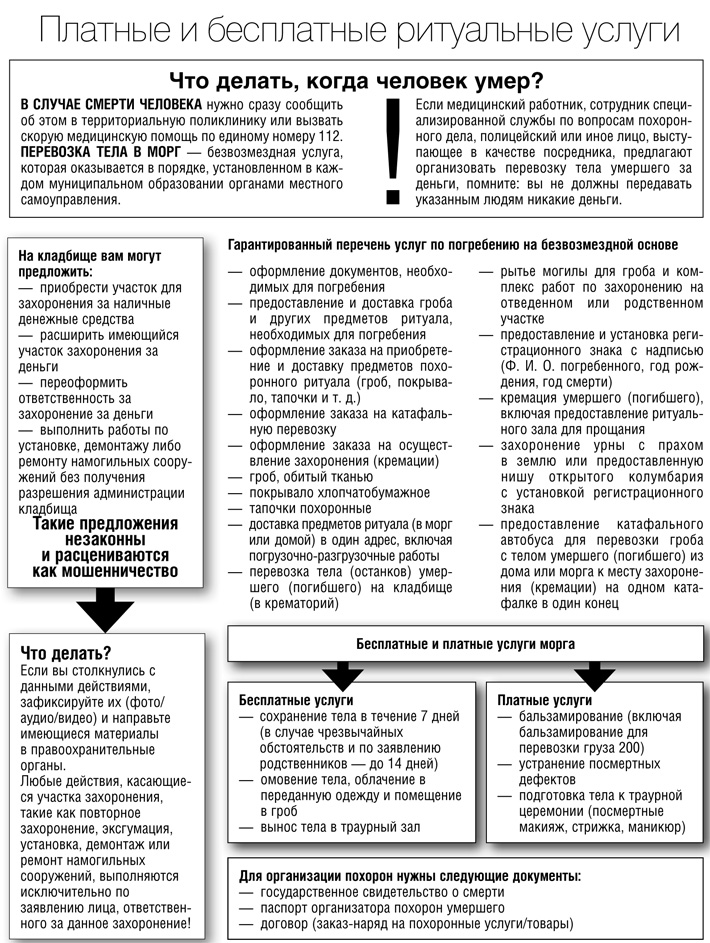 Платные и бесплатные ритуальные услуги
Что делать, когда человек умер?
В СЛУЧАЕ СМЕРТИ ЧЕЛОВЕКА нужно сразу сообщить
об этом в территориальную поликлинику или вызвать
скорую медицинскую помощь по единому номеру 112.
ПЕРЕВОЗКА ТЕЛА В МОРГ — безвозмездная услуга,
которая оказывается в порядке, установленном в каж-
дом муниципальном образовании органами местного
самоуправления.
!
Если медицинский работник, сотрудник специ-
ализированной службы по вопросам похорон-
ного дела, полицейский или иное лицо, высту-
пающее в качестве посредника, предлагают
организовать перевозку тела умершего за
деньги, помните: вы не должны передавать
указанным людям никакие деньги.
На кладбище вам могут
предложить:
— приобрести участок для
захоронения за наличные
денежные средства
— расширить имеющийся
участок захоронения за
деньги
— переоформить
ответственность за
захоронение за деньги
— выполнить работы по
установке, демонтажу либо
ремонту намогильных соору-
жений без получения
разрешения администрации
кладбища
Такие предложения
незаконны
и расцениваются
как мошенничество
Что делать?
Если вы столкнулись с
данными действиями,
зафиксируйте их (фото/
аудио/видео) и направьте
имеющиеся материалы
в правоохранительные
органы.
Любые действия, касающие-
ся участка захоронения,
такие как повторное
захоронение, эксгумация,
установка, демонтаж или
ремонт намогильных
сооружений, выполняются
исключительно по
заявлению лица, ответствен-
ного за данное захоронение!
Гарантированный перечень услуг по погребению на безвозмездной основе
— оформление документов, необхо-
димых для погребения
— предоставление и доставка гроба
и других предметов ритуала,
необходимых для погребения
— оформление заказа на приобрете-
ние и доставку предметов похо-
ронного ритуала (гроб, покрыва-
ло, тапочки и т. д.)
— оформление заказа на катафаль-
ную перевозку
— оформление заказа на осущест-
вление захоронения (кремации)
— гроб, обитый тканью
— покрывало хлопчатобумажное
— тапочки похоронные
— доставка предметов ритуала (в морг
или домой) в один адрес, включая
погрузочно-разгрузочные работы
— перевозка тела (останков) умер-
шего (погибшего) на кладбище
(в крематорий)
— рытье могилы для гроба и ком-
плекс работ по захоронению на
отведенном или родственном
участке
— предоставление и установка реги-
страционного знака с надписью
(Ф. И. О. погребенного, год рож-
дения, год смерти)
— кремация умершего (погибшего),
включая предоставление ритуаль-
ного зала для прощания
— захоронение урны с прахом
в землю или предоставленную
нишу открытого колумбария
с установкой регистрационного
знака
— предоставление катафального
автобуса для перевозки гроба
с телом умершего (погибшего) из
дома или морга к месту захороне-
ния (кремации) на одном ката-
фалке в один конец
Бесплатные и платные услуги морга
Бесплатные услуги
— сохранение тела в течение 7 дней
(в случае чрезвычайных
обстоятельств и по заявлению
родственников — до 14 дней)
— омовение тела, облачение в
переданную одежду и помещение
в гроб
— вынос тела в траурный зал
Платные услуги
— бальзамирование (включая
бальзамирование для
перевозки груза 200)
— устранение посмертных
дефектов
— подготовка тела к траурной
церемонии (посмертные
макияж, стрижка, маникюр)
Для организации похорон нужны следующие документы:
— государственное свидетельство о смерти
— паспорт организатора похорон умершего
— договор (заказ-наряд на похоронные услуги/товары)